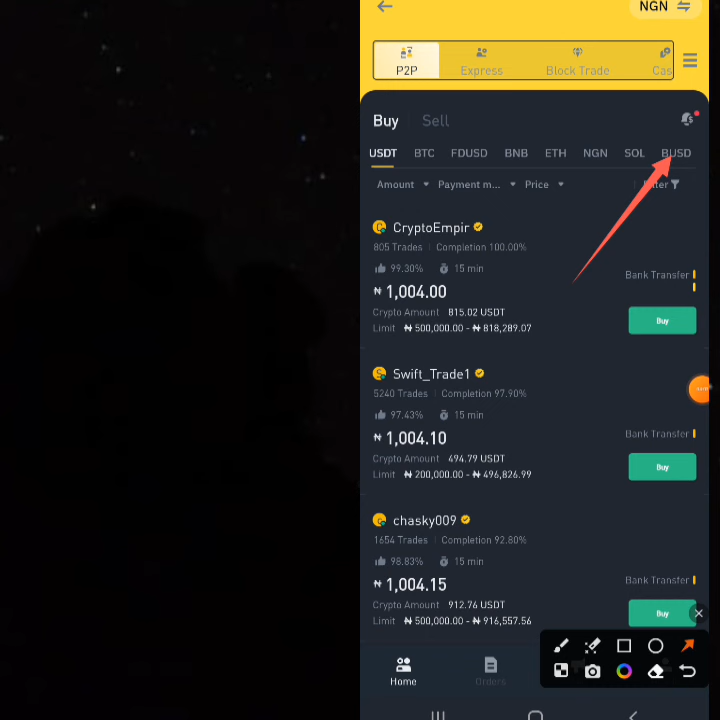 NGN
P2P Express Block Trade Cas
Buy Sell
USDT BTC FDUSD BNB ETH NGN SOL BUSD
Amount Payment m... Price
CryptoEmpir
805 Trades Completion 100.00%
99.30% 15 min
Bank Transfer
₦ 1,004.00
Crypto Amount 815.02 USDT
Limit ₦ 500,000.00 - ₦ 818,289.07
Buy
Swift_Trade1
5240 Trades Completion 97.90%
97.43% 15 min
Bank Transfer
₦ 1,004.10
Crypto Amount 494.79 USDT
Limit ₦ 200,000.00 - ₦ 496,826.99
Buy
chasky009
1654 Trades Completion 92.80%
98.83% 15 min
Bank Transfer
₦ 1,004.15
Crypto Amount 912.76 USDT
Limit ₦ 500,000.00 - ₦ 916,557.56
Buy
Home Orders